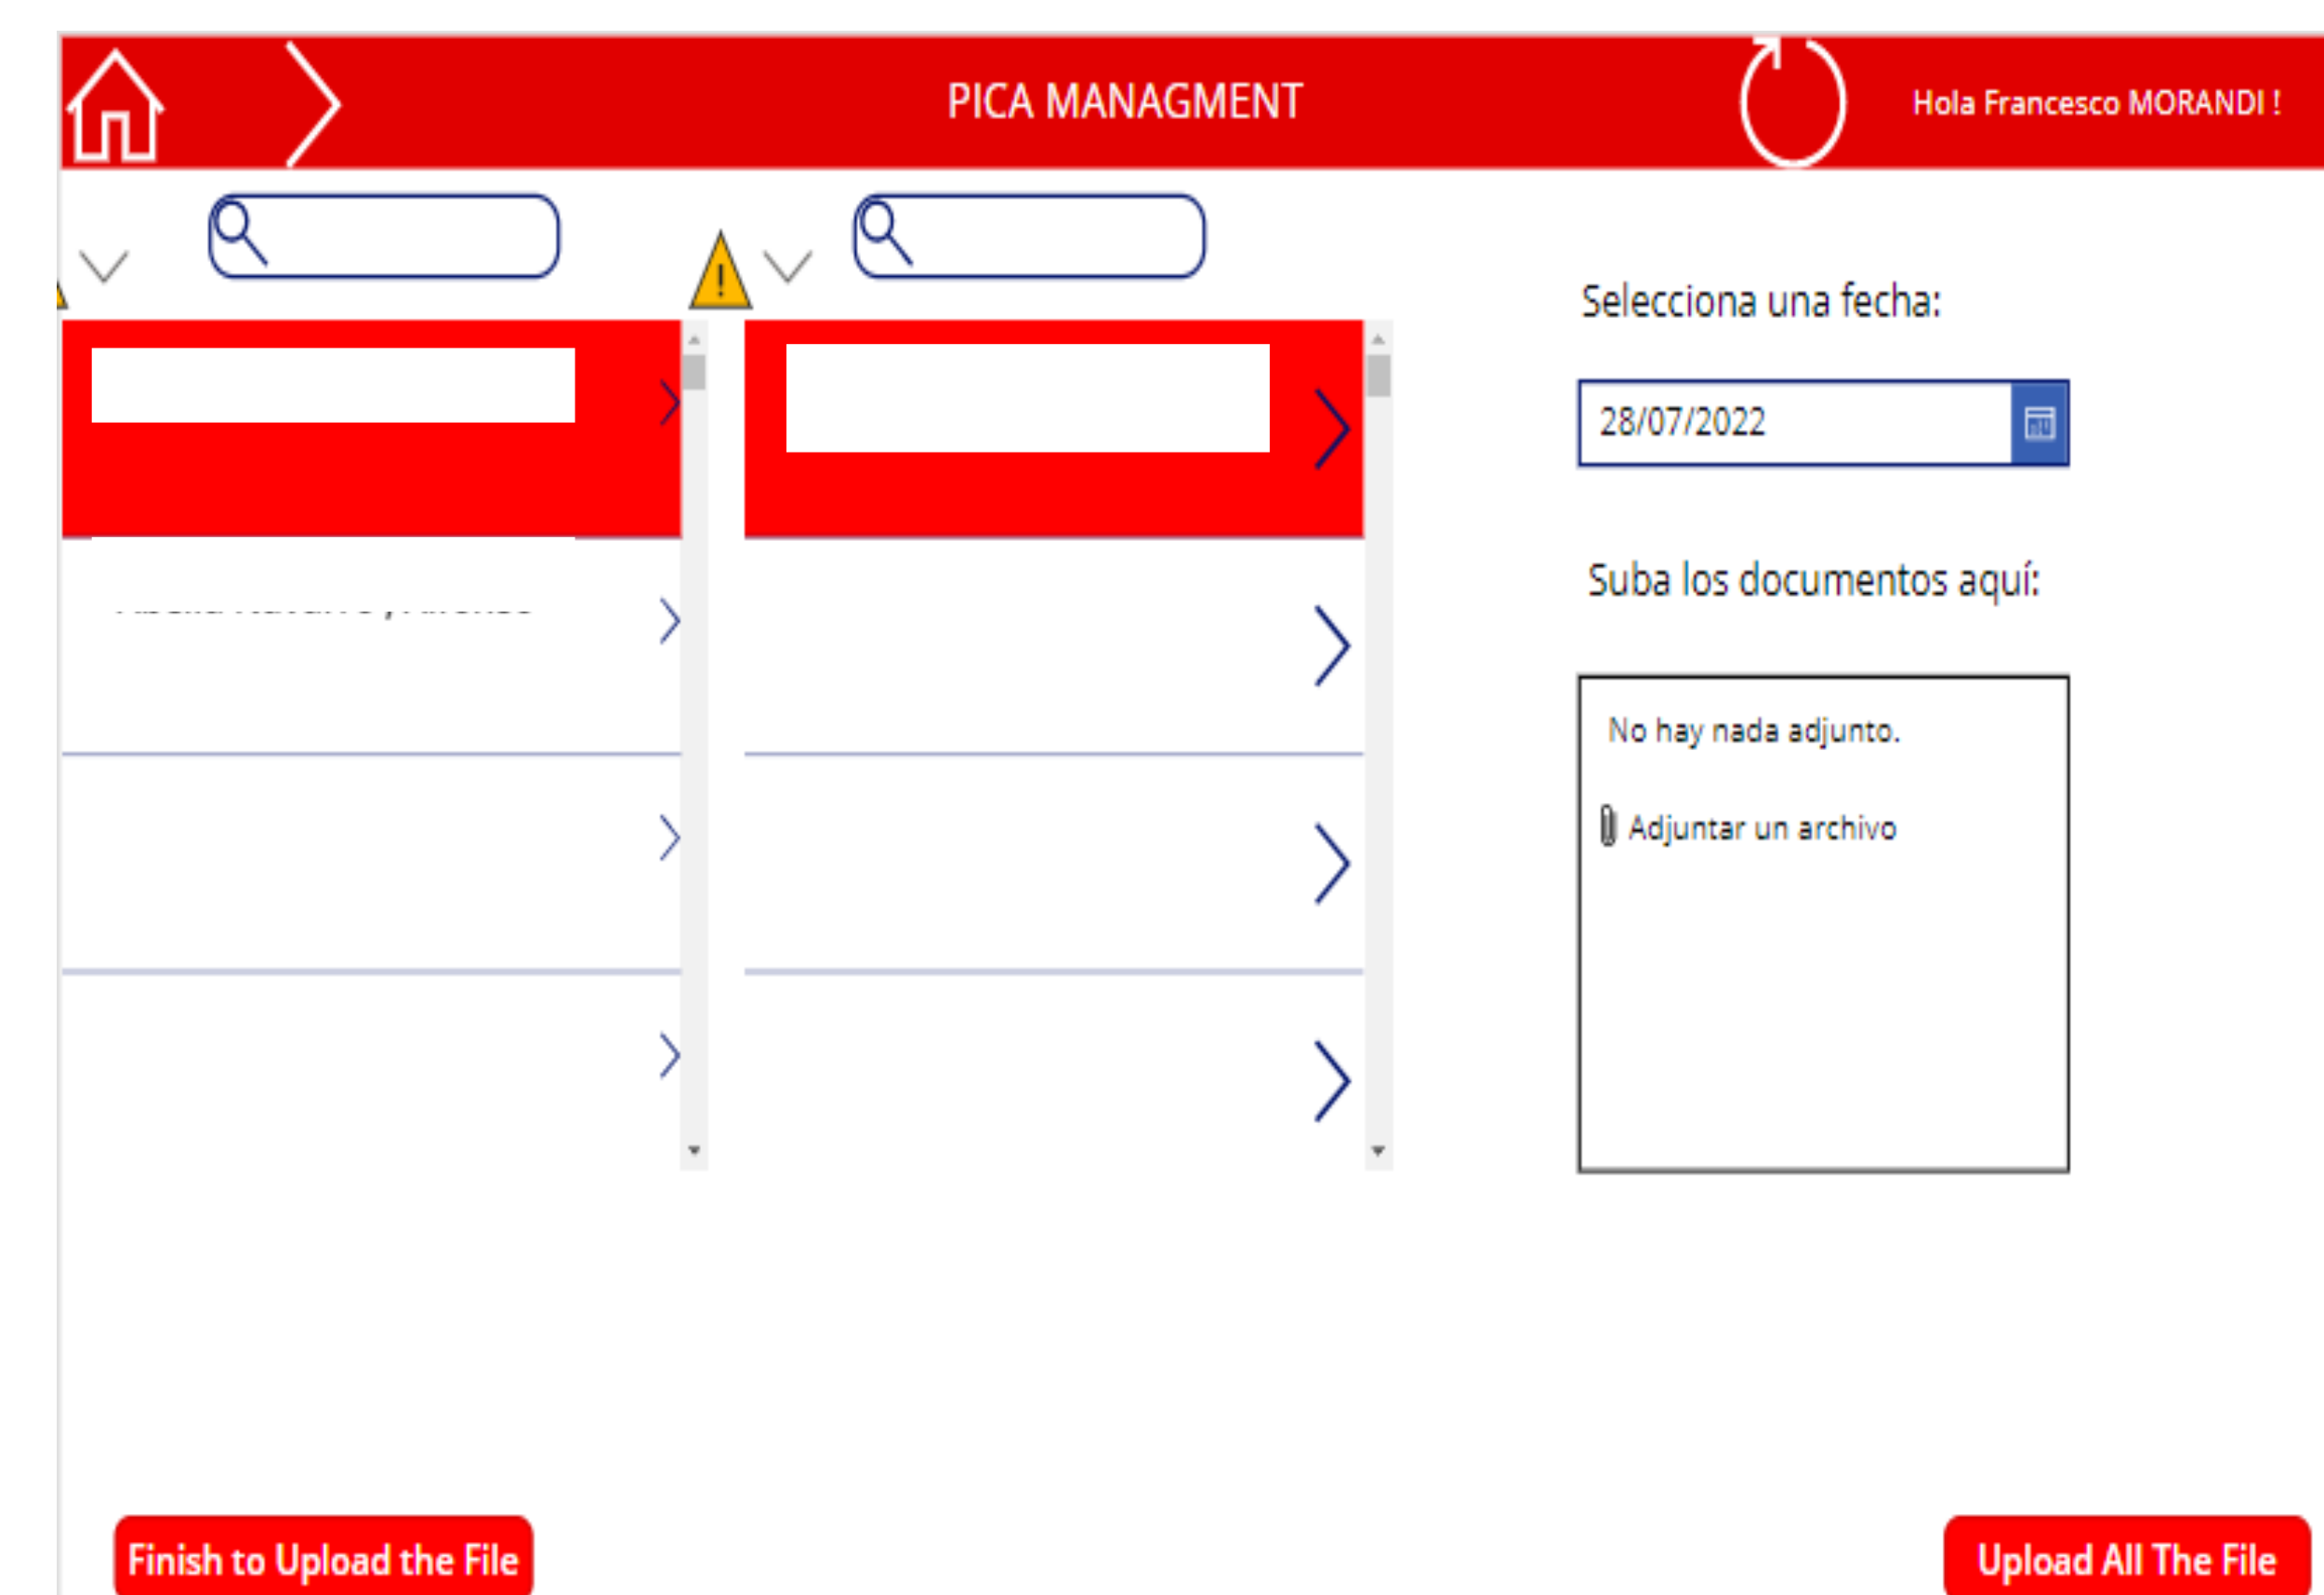 PICA MANAGMENT
Hola Francesco MORANDI !
Selecciona una fecha:
28/07/2022
Suba los documentos aquí:
No hay nada adjunto.
Adjuntar un archivo
Finish to Upload the File
Upload All The File